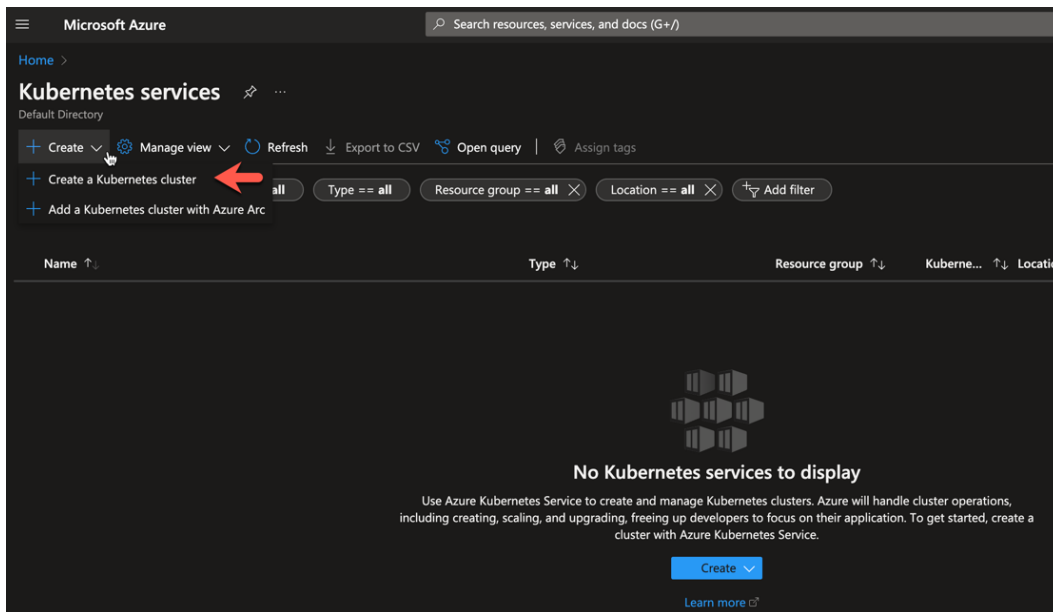 Microsoft Azure
Search resources, services, and docs (G+/)
Home >
Kubernetes services
Default Directory
Create Manage view Refresh Export to CSV Open query Assign tags
Create a Kubernetes cluster
all Type == all Resource group == all Location == all Add filter
Add a Kubernetes cluster with Azure Arc
Name Type Resource group Kuberne... Locati
No Kubernetes services to display
Use Azure Kubernetes Service to create and manage Kubernetes clusters. Azure will handle cluster operations,
including creating, scaling, and upgrading, freeing up developers to focus on their application. To get started, create a
cluster with Azure Kubernetes Service.
Create
Learn more